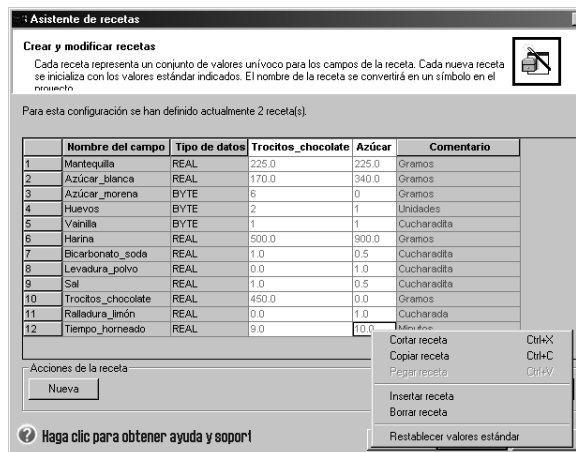 Asistente de recetas
Crear y modificar recetas
Cada receta representa un conjunto de valores unívoco para los campos de la receta. Cada nueva receta
se inicializa con los valores estándar indicados. El nombre de la receta se convertirá en un símbolo en el
proyecto
Para esta configuración se han definido actualmente 2 receta(s).
Nombre del campo Tipo de datos Trocitos_chocolate Azúcar Comentario
1 Mantequilla REAL 225.0 225.0 Gramos
2 Azúcar_blanca REAL 170.0 340.0 Gramos
3 Azúcar_morena BYTE 6 0 Gramos
4 Huevos BYTE 2 1 Unidades
5 Vainilla BYTE 1 1 Cucharadita
6 Harina REAL 500.0 900.0 Gramos
7 Bicarbonato_soda REAL 1.0 0.5 Cucharadita
8 Levadura_polvo REAL 0.0 1.0 Cucharadita
9 Sal REAL 1.0 0.5 Cucharadita
10 Trocitos_chocolate REAL 450.0 0.0 Gramos
11 Ralladura_limón REAL 0.0 1.0 Cucharada
12 Tiempo_horneado REAL 9.0 10.0 Minutos
Cortar receta Ctrl+X
Copiar receta Ctrl+C
Pegar receta Ctrl+V
Insertar receta
Borrar receta
Restablecer valores estándar
Acciones de la receta
Nueva
Haga clic para obtener ayuda y soport